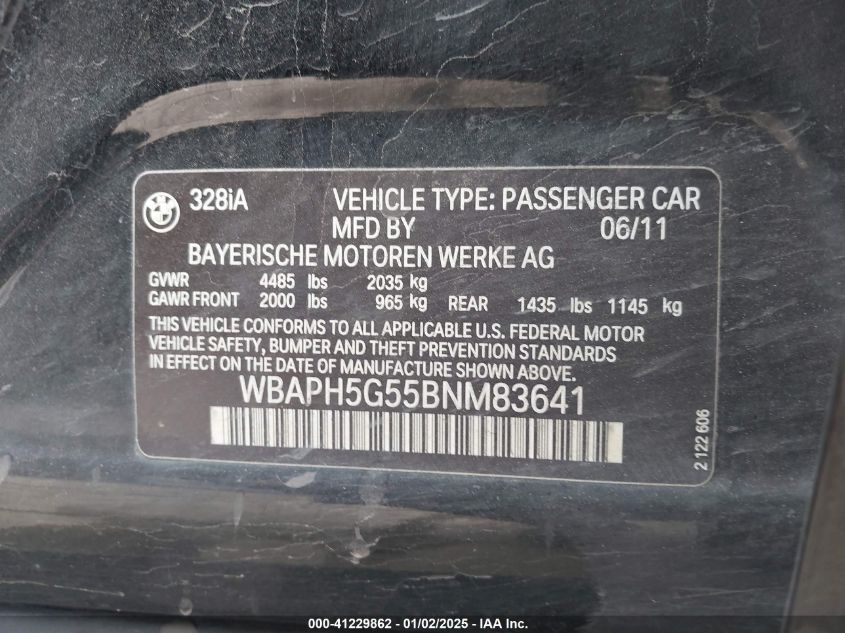 BMW
328iA VEHICLE TYPE: PASSENGER CAR
MFD BY 06/11
BAYERISCHE MOTOREN WERKE AG
GVWR 4485 lbs 2035 kg
GAWR FRONT 2000 lbs 965 kg REAR 1435 lbs 1145 kg
THIS VEHICLE CONFORMS TO ALL APPLICABLE U.S. FEDERAL MOTOR
VEHICLE SAFETY, BUMPER AND THEFT PREVENTION STANDARDS
IN EFFECT ON THE DATE OF MANUFACTURE SHOWN ABOVE.
WBAPH5G55BNM83641
2 122 606
000-41229862 - 01/02/2025 - IAA Inc.